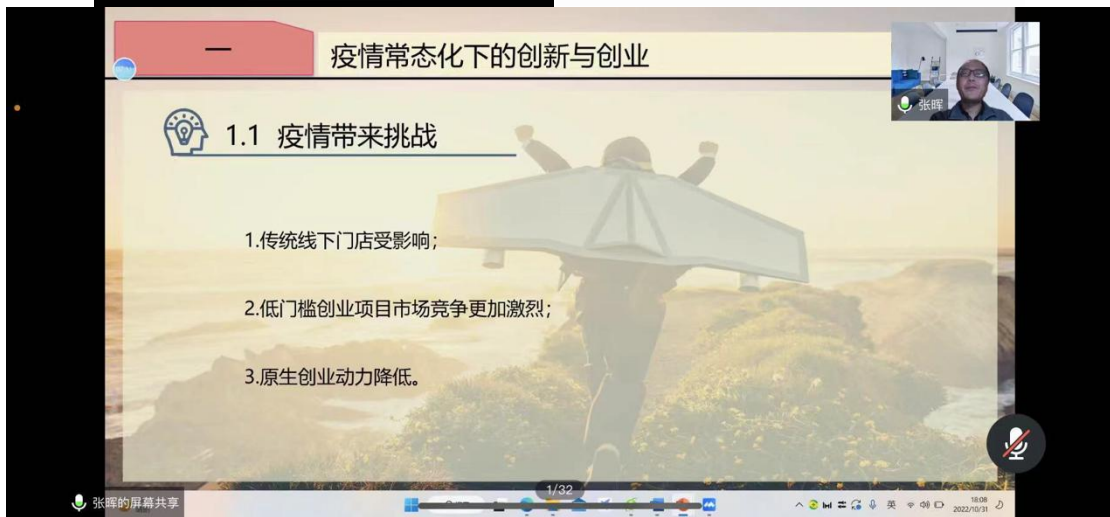 一
疫情常态化下的创新与创业
张晖
1.1 疫情带来挑战
1.传统线下门店受影响；
2.低门槛创业项目市场竞争更加激烈；
3.原生创业动力降低。
张晖的屏幕共享
1/32
英
18:08
2022/10/31